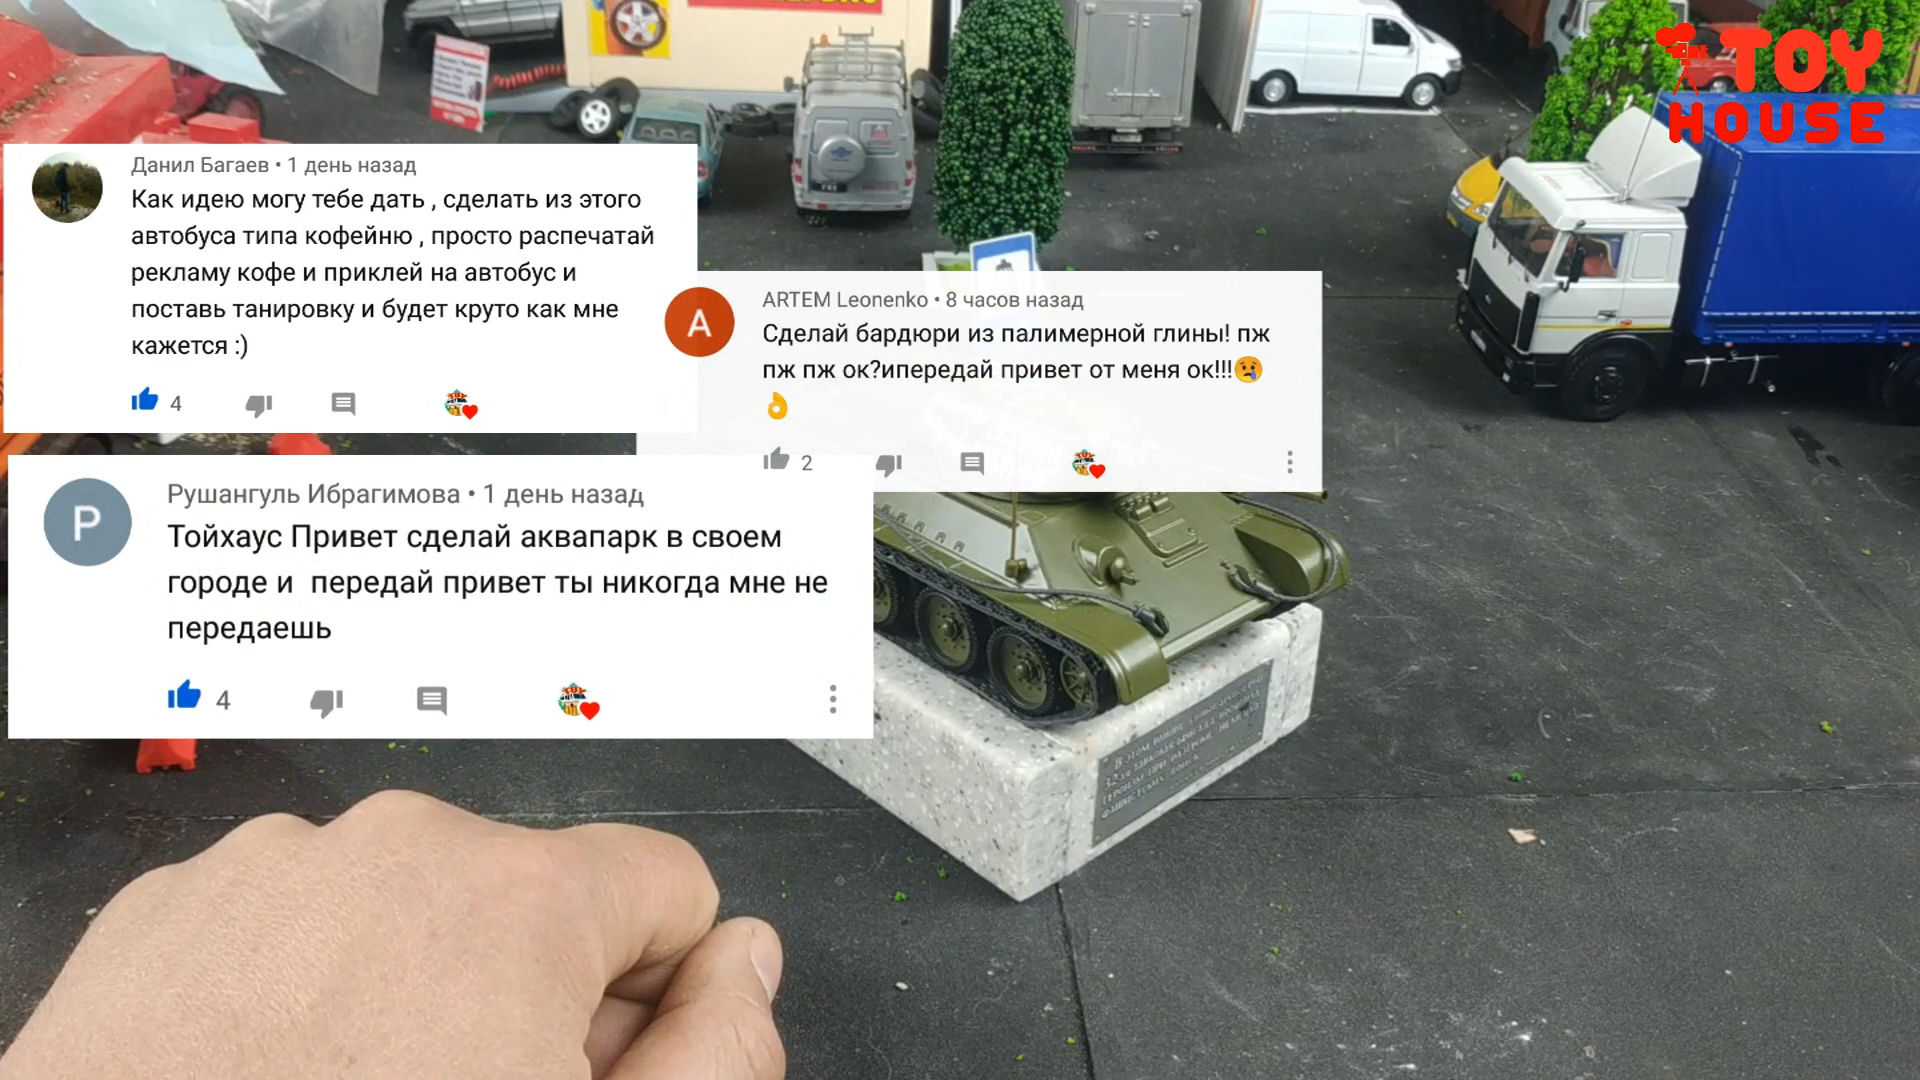 TOY
HOUSE
Данил Багаев • 1 день назад
Как идею могу тебе дать , сделать из этого
автобуса типа кофейню , просто распечатай
рекламу кофе и приклей на автобус и
поставь танировку и будет круто как мне
кажется :)
4
ARTEM Leonenko • 8 часов назад
Сделай бардюри из палимерной глины! пж
пж пж ок?ипередай привет от меня ок!!!😢
👌
2
A
Р
Рушангуль Ибрагимова • 1 день назад
Тойхаус Привет сделай аквапарк в своем
городе и передай привет ты никогда мне не
передаешь
4